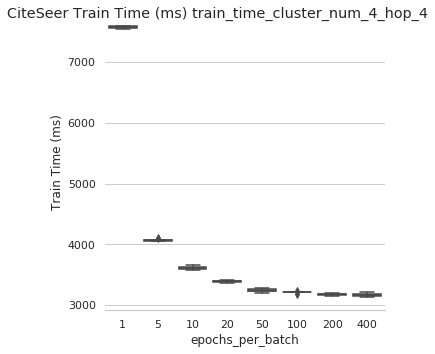 CiteSeer Train Time (ms) train_time_cluster_num_4_hop_4
7000
6000
5000
4000
3000
Train Time (ms)
1 5 10 20 50 100 200 400
epochs_per_batch